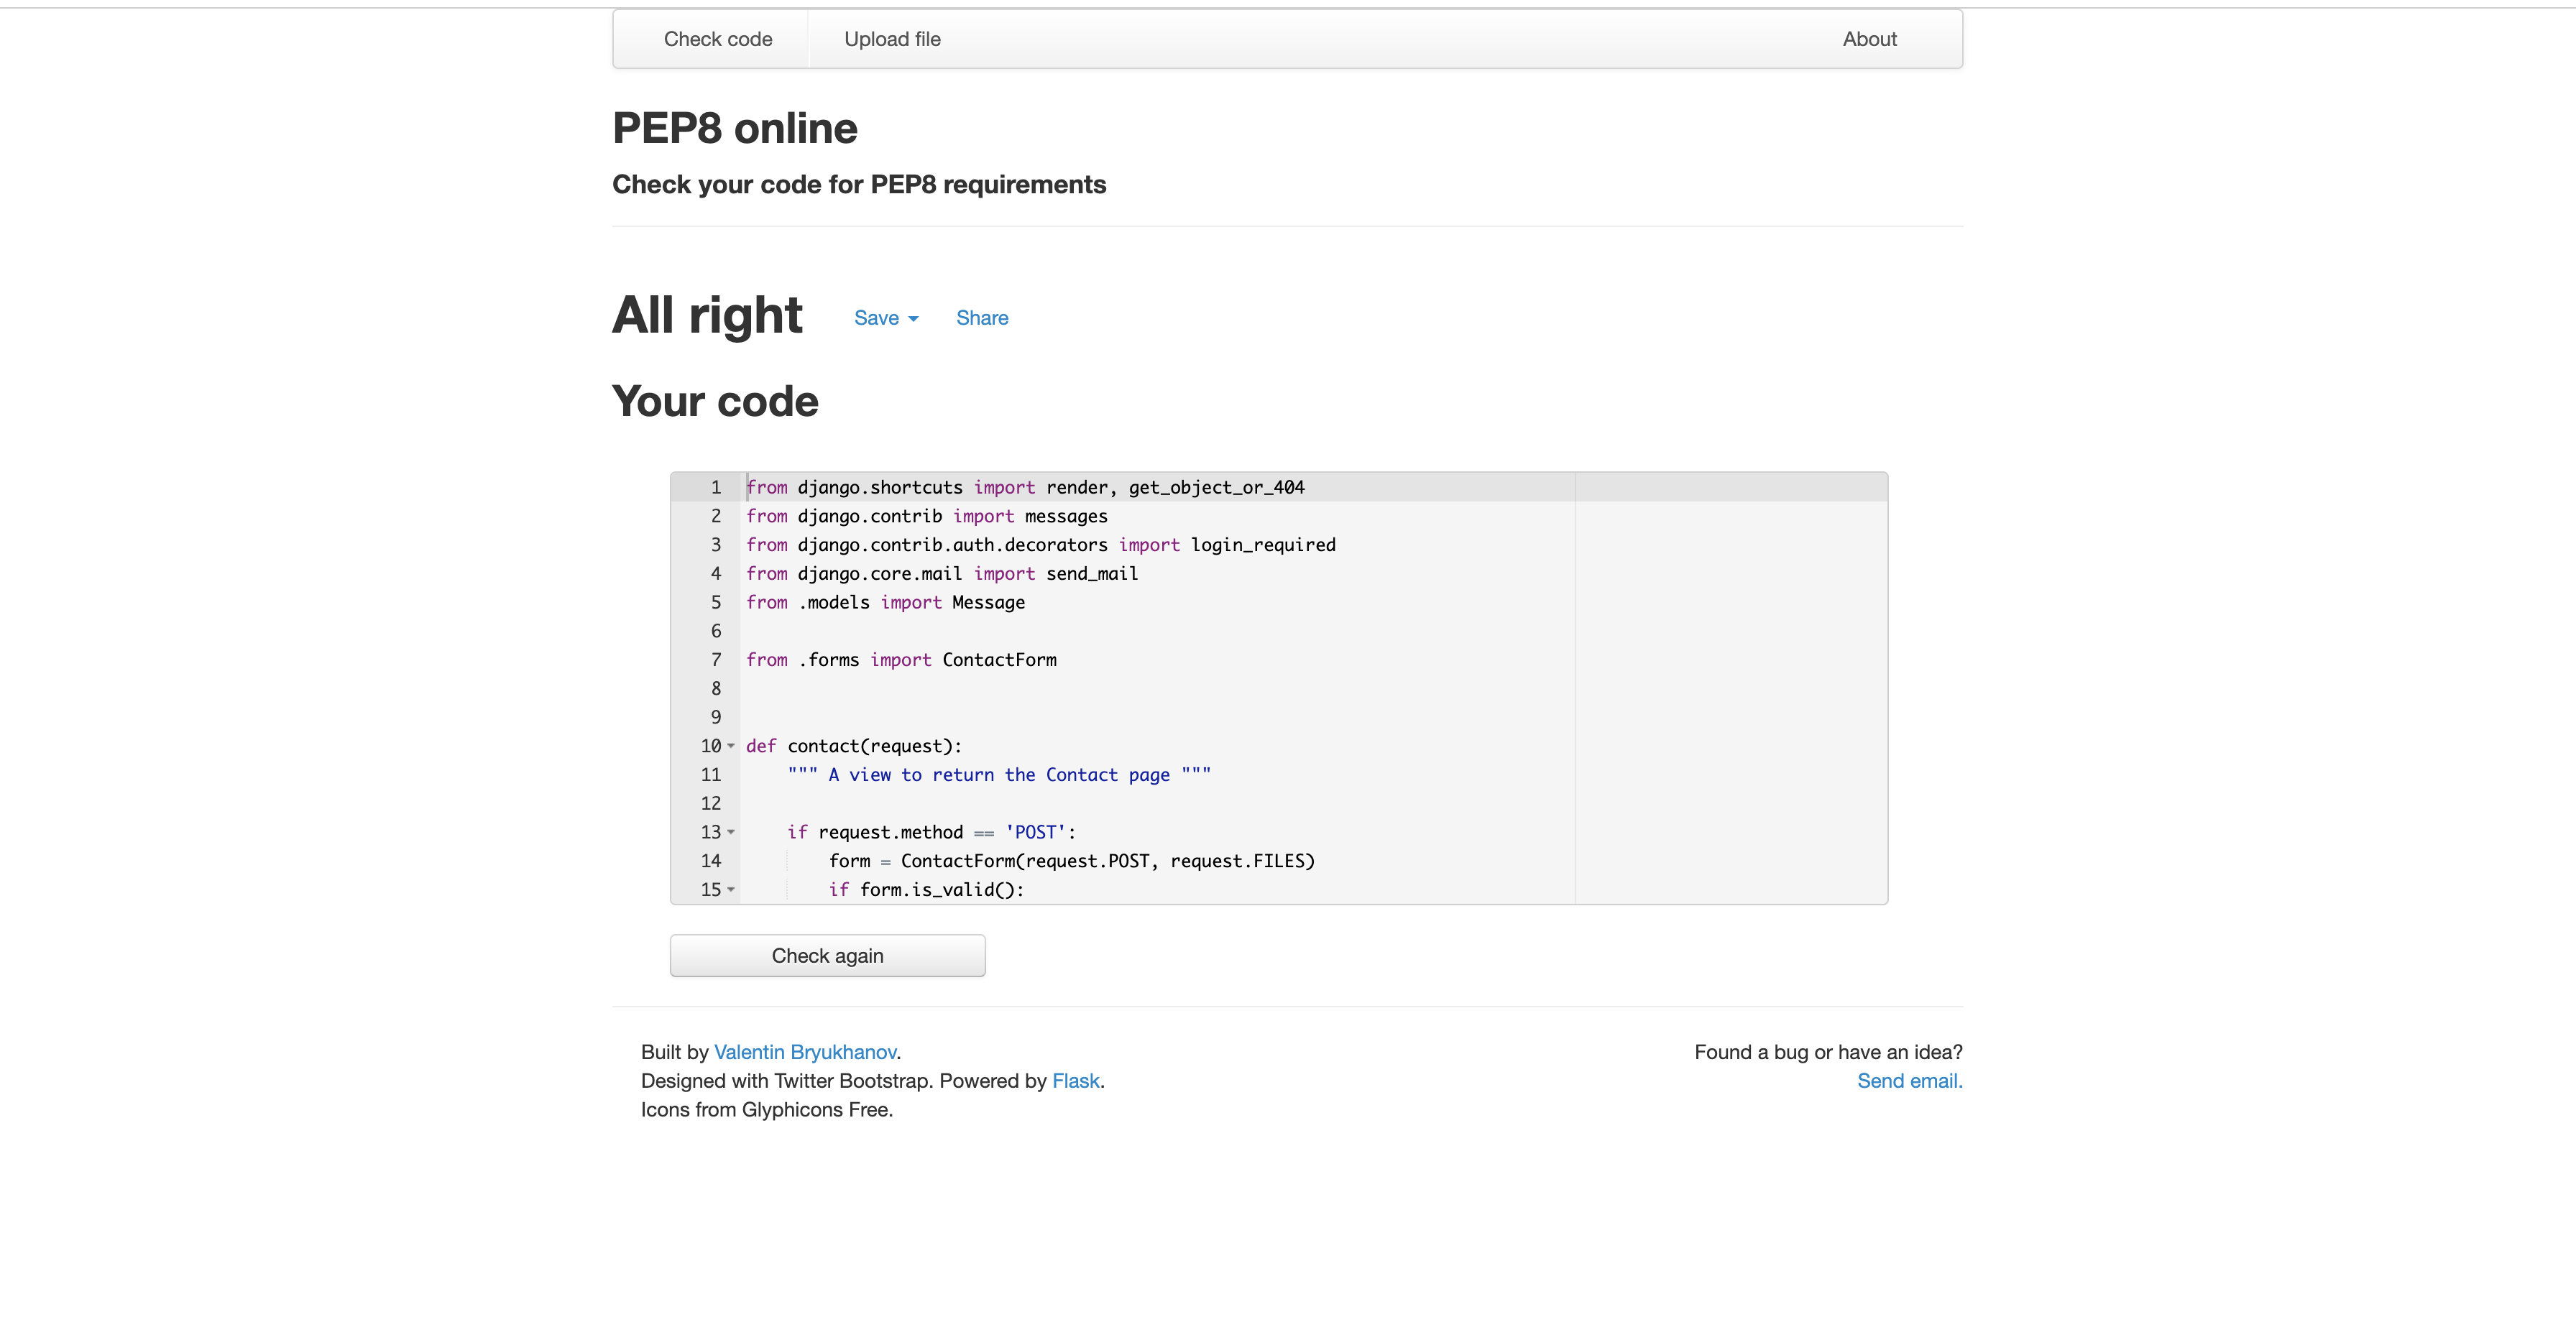 Check code Upload file About
PEP8 online
Check your code for PEP8 requirements
All right Save Share
Your code
1 from django.shortcuts import render, get_object_or_404
2 from django.contrib import messages
3 from django.contrib.auth.decorators import login_required
4 from django.core.mail import send_mail
5 from .models import Message
6
7 from .forms import ContactForm
8
9
10 def contact(request):
11     """ A view to return the Contact page """
12
13     if request.method == 'POST':
14         form = ContactForm(request.POST, request.FILES)
15         if form.is_valid():
Check again
Built by Valentin Bryukhanov. Found a bug or have an idea?
Designed with Twitter Bootstrap. Powered by Flask. Send email.
Icons from Glyphicons Free.